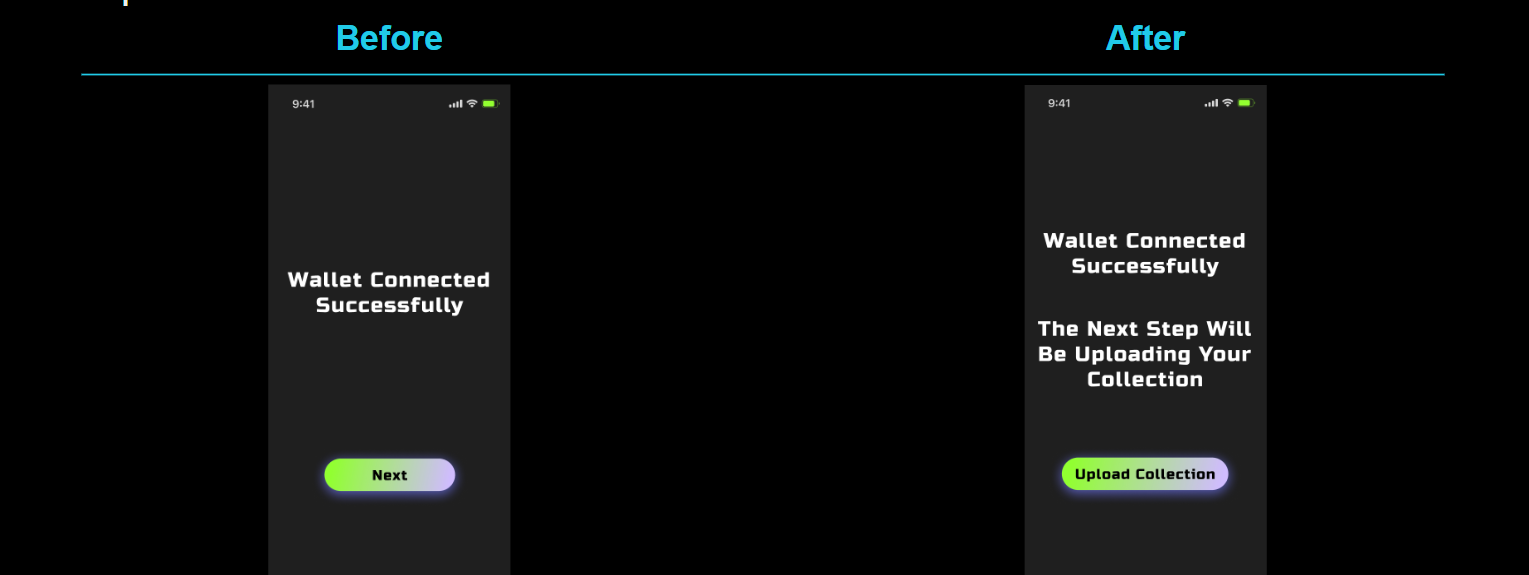 Before
After
9:41
Wallet Connected
Successfully
Next
9:41
Wallet Connected
Successfully
The Next Step Will
Be Uploading Your
Collection
Upload Collection